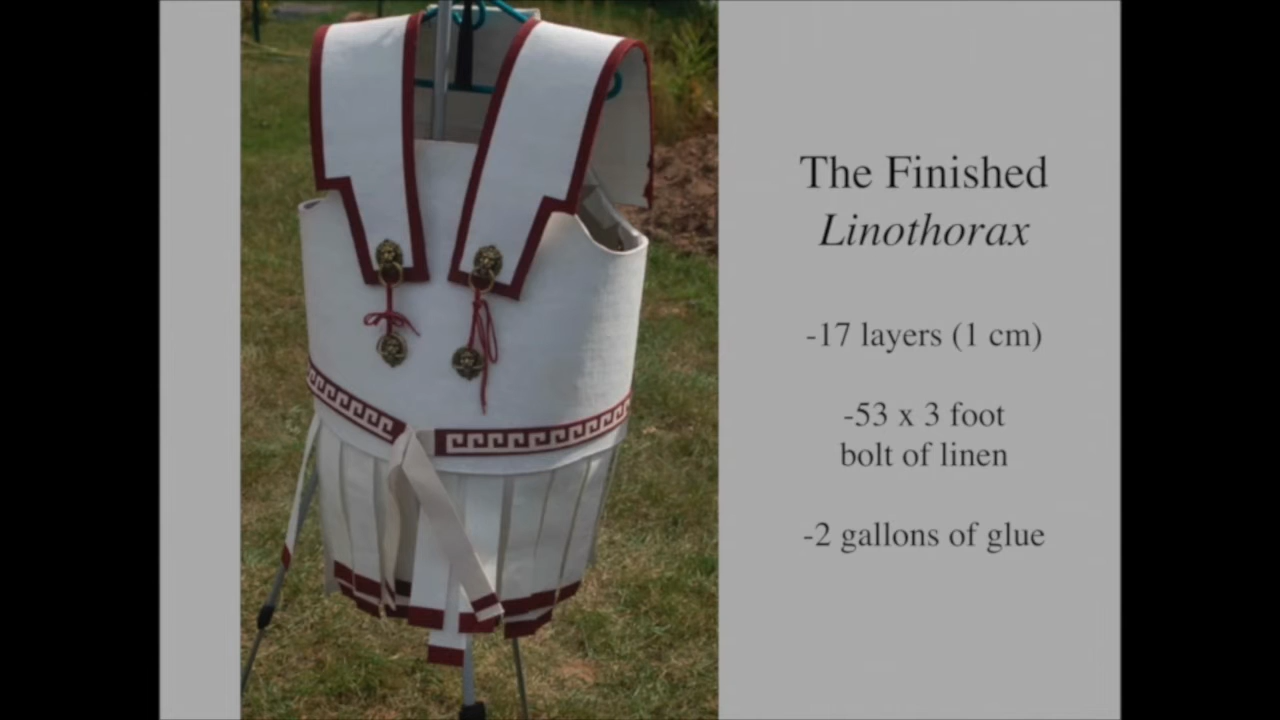 The Finished
Linothorax
-17 layers (1 cm)
-53 x 3 foot
bolt of linen
-2 gallons of glue